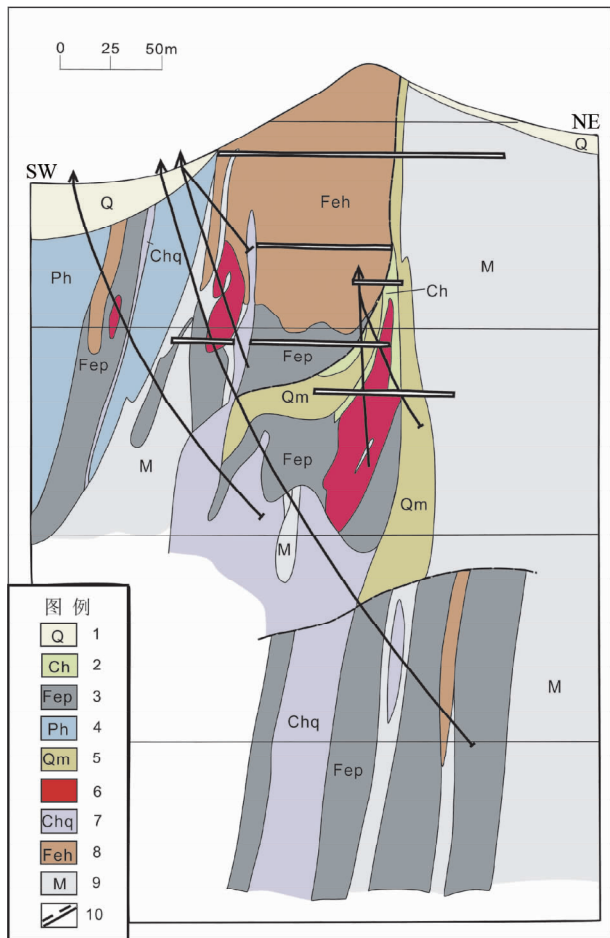 0 25 50m
SW
NE
Q
Q
Feh
Ph
Chq
M
Ch
Fep
Fep
Qm
M
Fep
Qm
M
Chq
M
Fep
图 例
Q 1
Ch 2
Fep 3
Ph 4
Qm 5
6
Chq 7
Feh 8
M 9
10